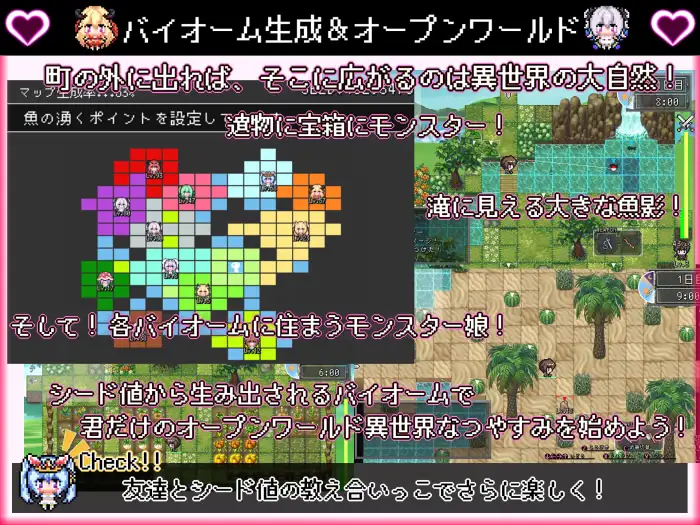 バイオーム生成＆オープンワールド
町の外に出れば、そこに広がるのは異世界の大自然！
8:00
魚の湧くポイントを設定して
遺物に宝箱にモンスター！
滝に見える大きな魚影！
1日
9:00
そして！各バイオームに住まうモンスター娘！
6:00
シード値から生み出されるバイオームで
君だけのオープンワールド異世界なつやすみを始めよう！
Check!!
友達とシード値の教え合いっこでさらに楽しく！